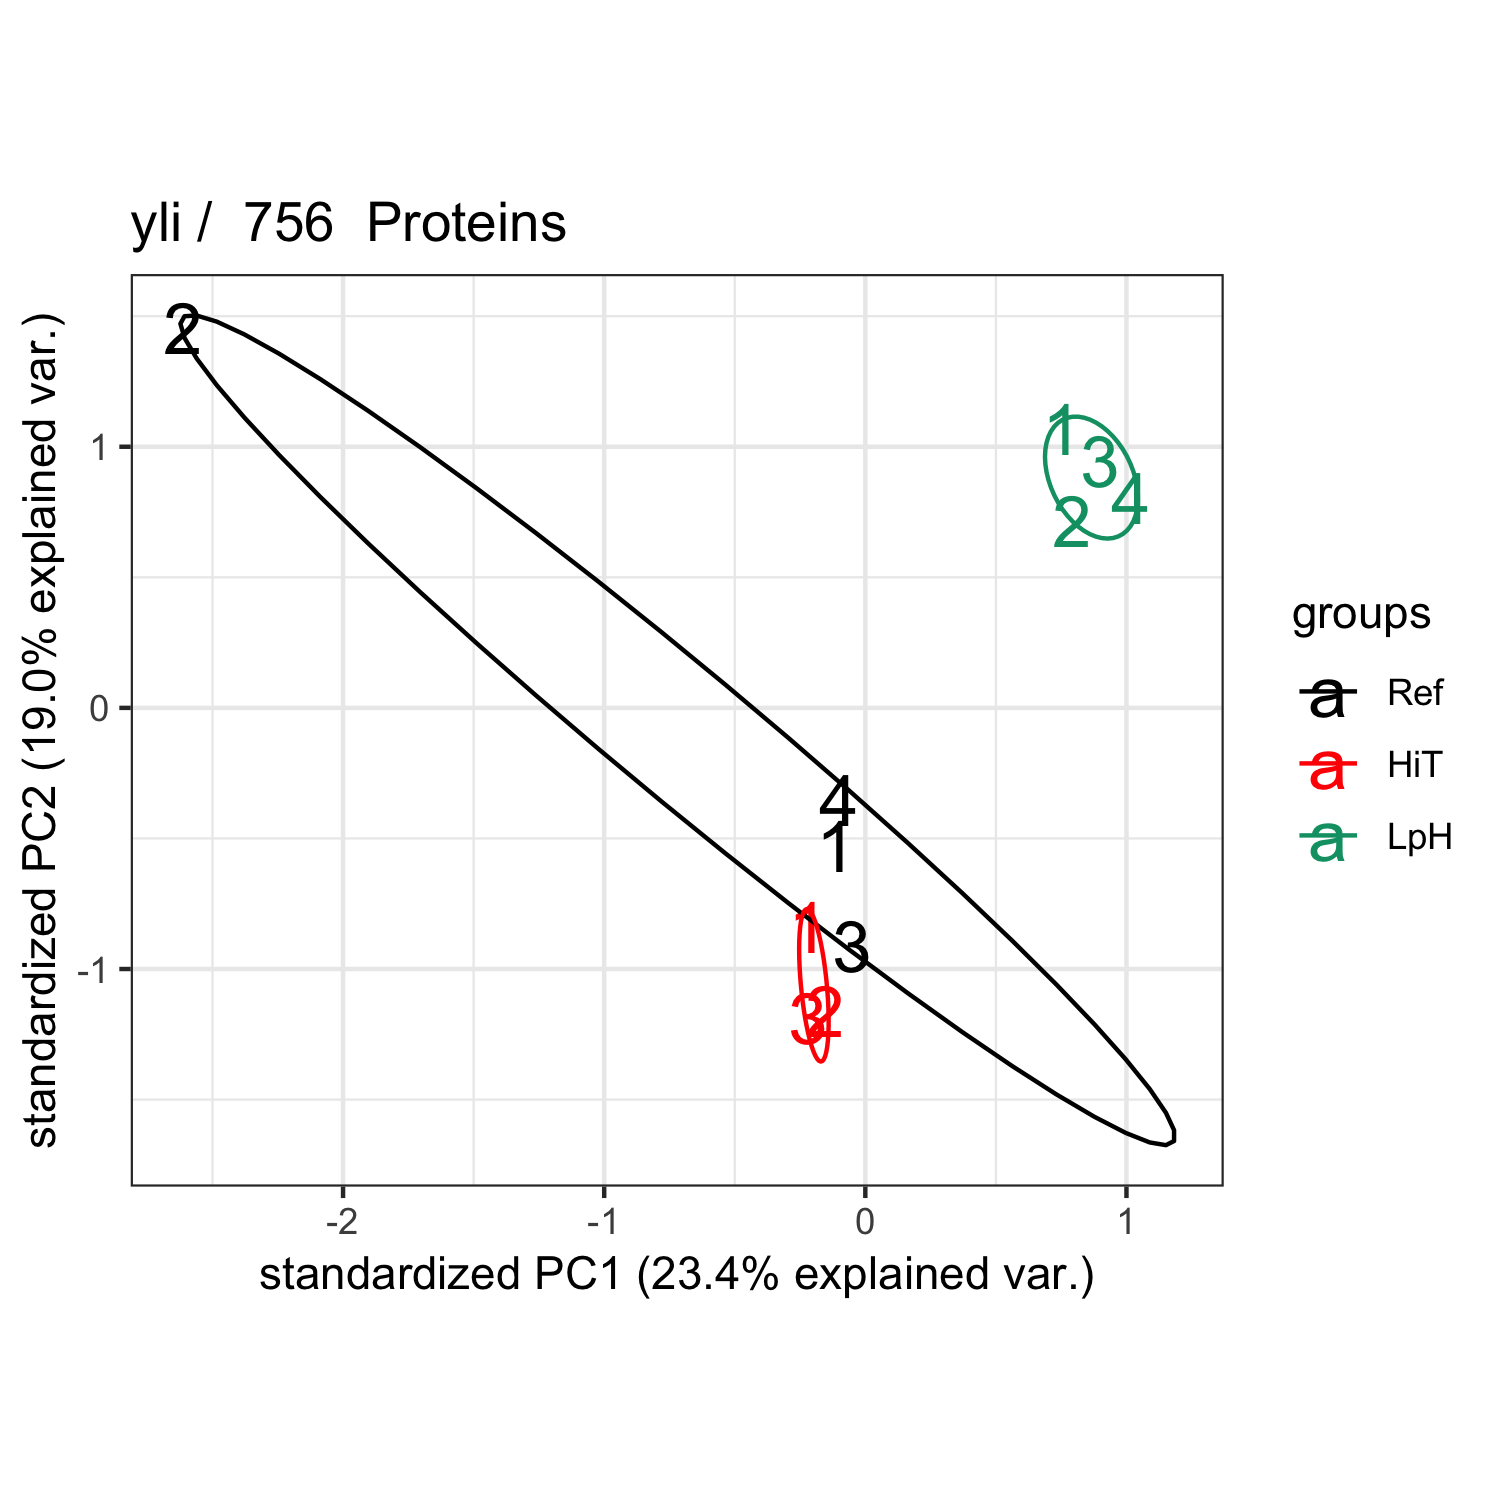 yli /  756  Proteins
standardized PC2 (19.0% explained var.)
1
0
-1
2
4
1
3
1
3
2
1
3
4
2
-2
-1
0
1
standardized PC1 (23.4% explained var.)
groups
a Ref
a HiT
a LpH